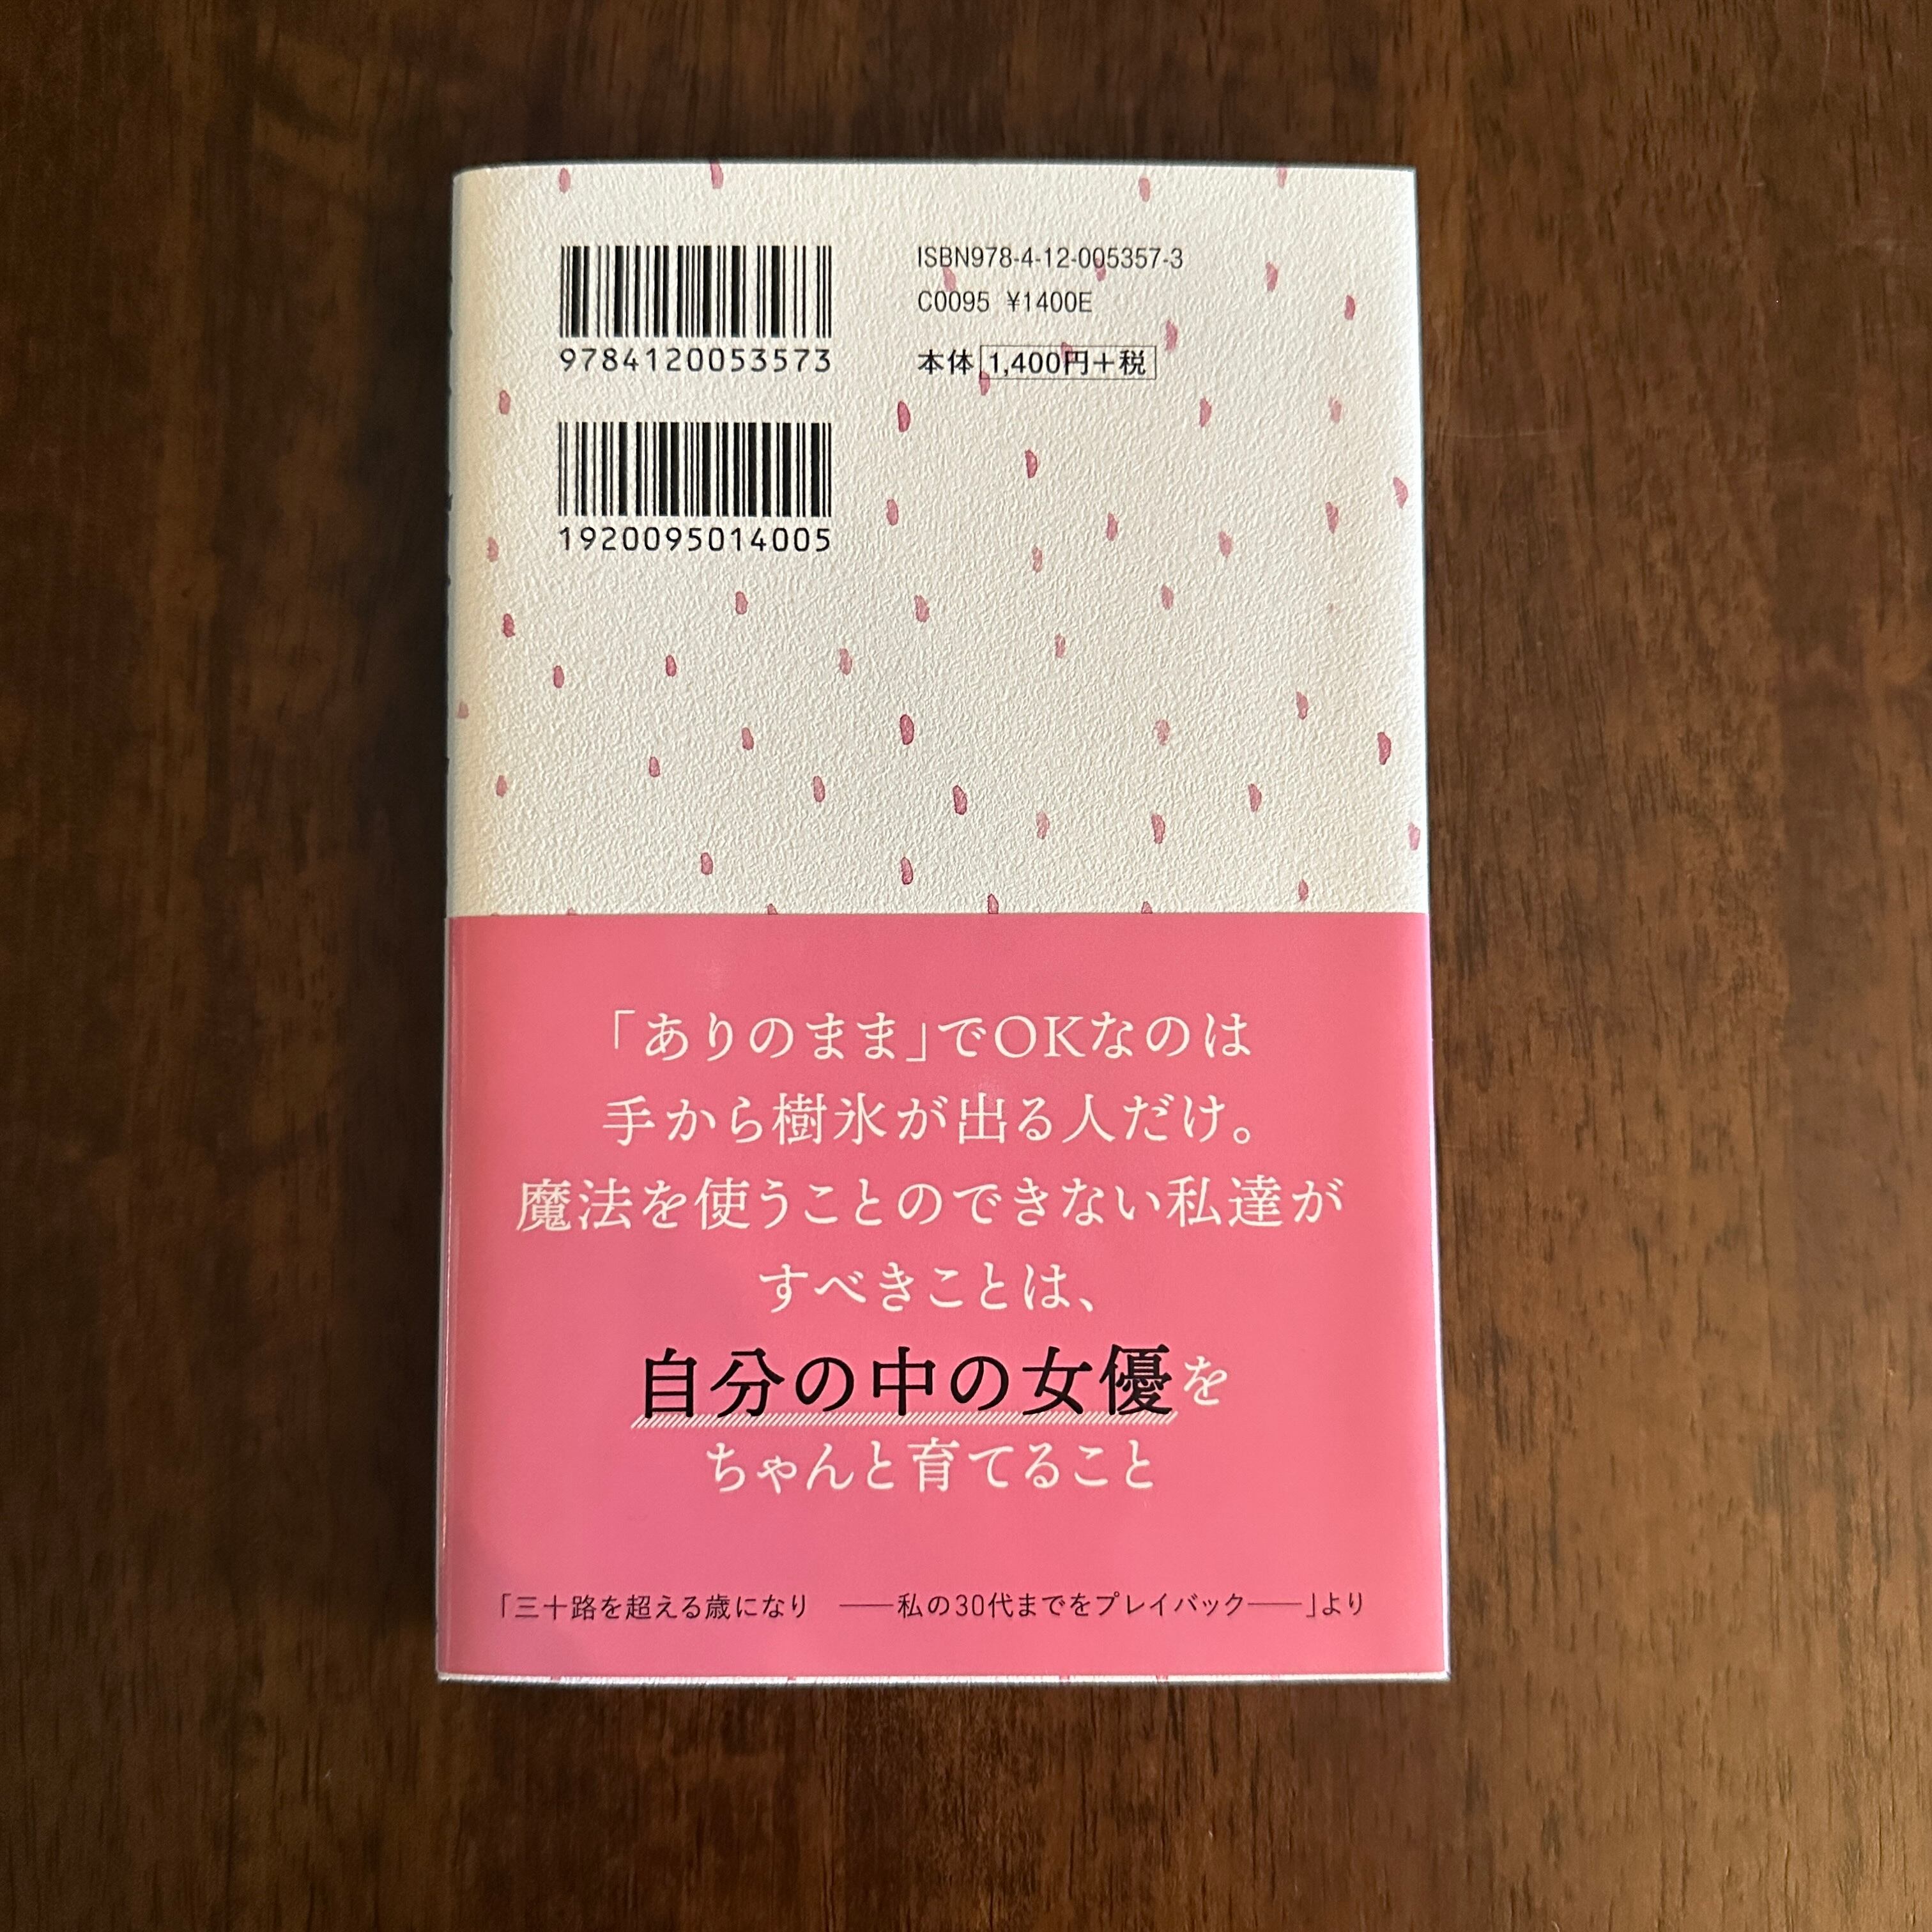 9784120053573
1920095014005
ISBN978-4-12-005357-3
C0095 ¥1400E
本体 1,400円+税
「ありのまま」でOKなのは
手から樹氷が出る人だけ。
魔法を使うことのできない私達が
すべきことは、
自分の中の女優を
ちゃんと育てること
「三十路を超える歳になり ――私の30代までをプレイバック――」より